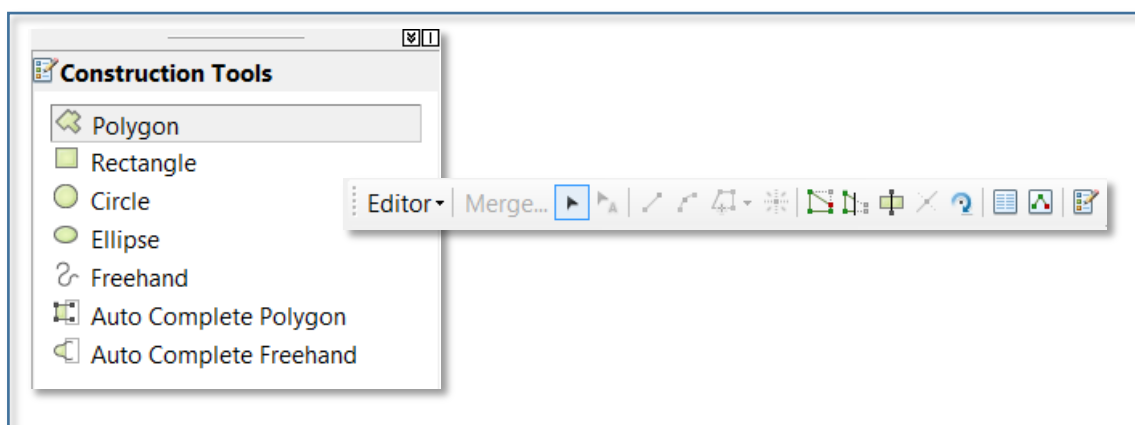 Construction Tools
Polygon
Rectangle
Circle
Ellipse
Freehand
Auto Complete Polygon
Auto Complete Freehand
Editor Merge... A